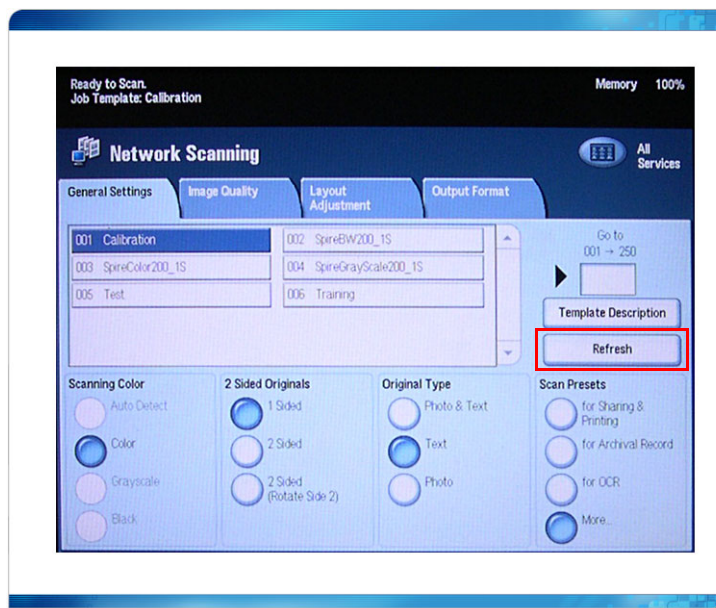 Ready to Scan.
Job Template: Calibration
Memory 100%
Network Scanning
All
Services
General Settings
Image Quality
Layout
Adjustment
Output Format
001 Calibration
002 SpireBW200_1S
003 SpireColor200_1S
004 SpireGrayScale200_1S
005 Test
006 Training
Go to
001 → 250
Template Description
Refresh
Scanning Color
Auto Detect
Color
Grayscale
Black
2 Sided Originals
1 Sided
2 Sided
2 Sided
(Rotate Side 2)
Original Type
Photo & Text
Text
Photo
Scan Presets
for Sharing &
Printing
for Archival Record
for OCR
More...